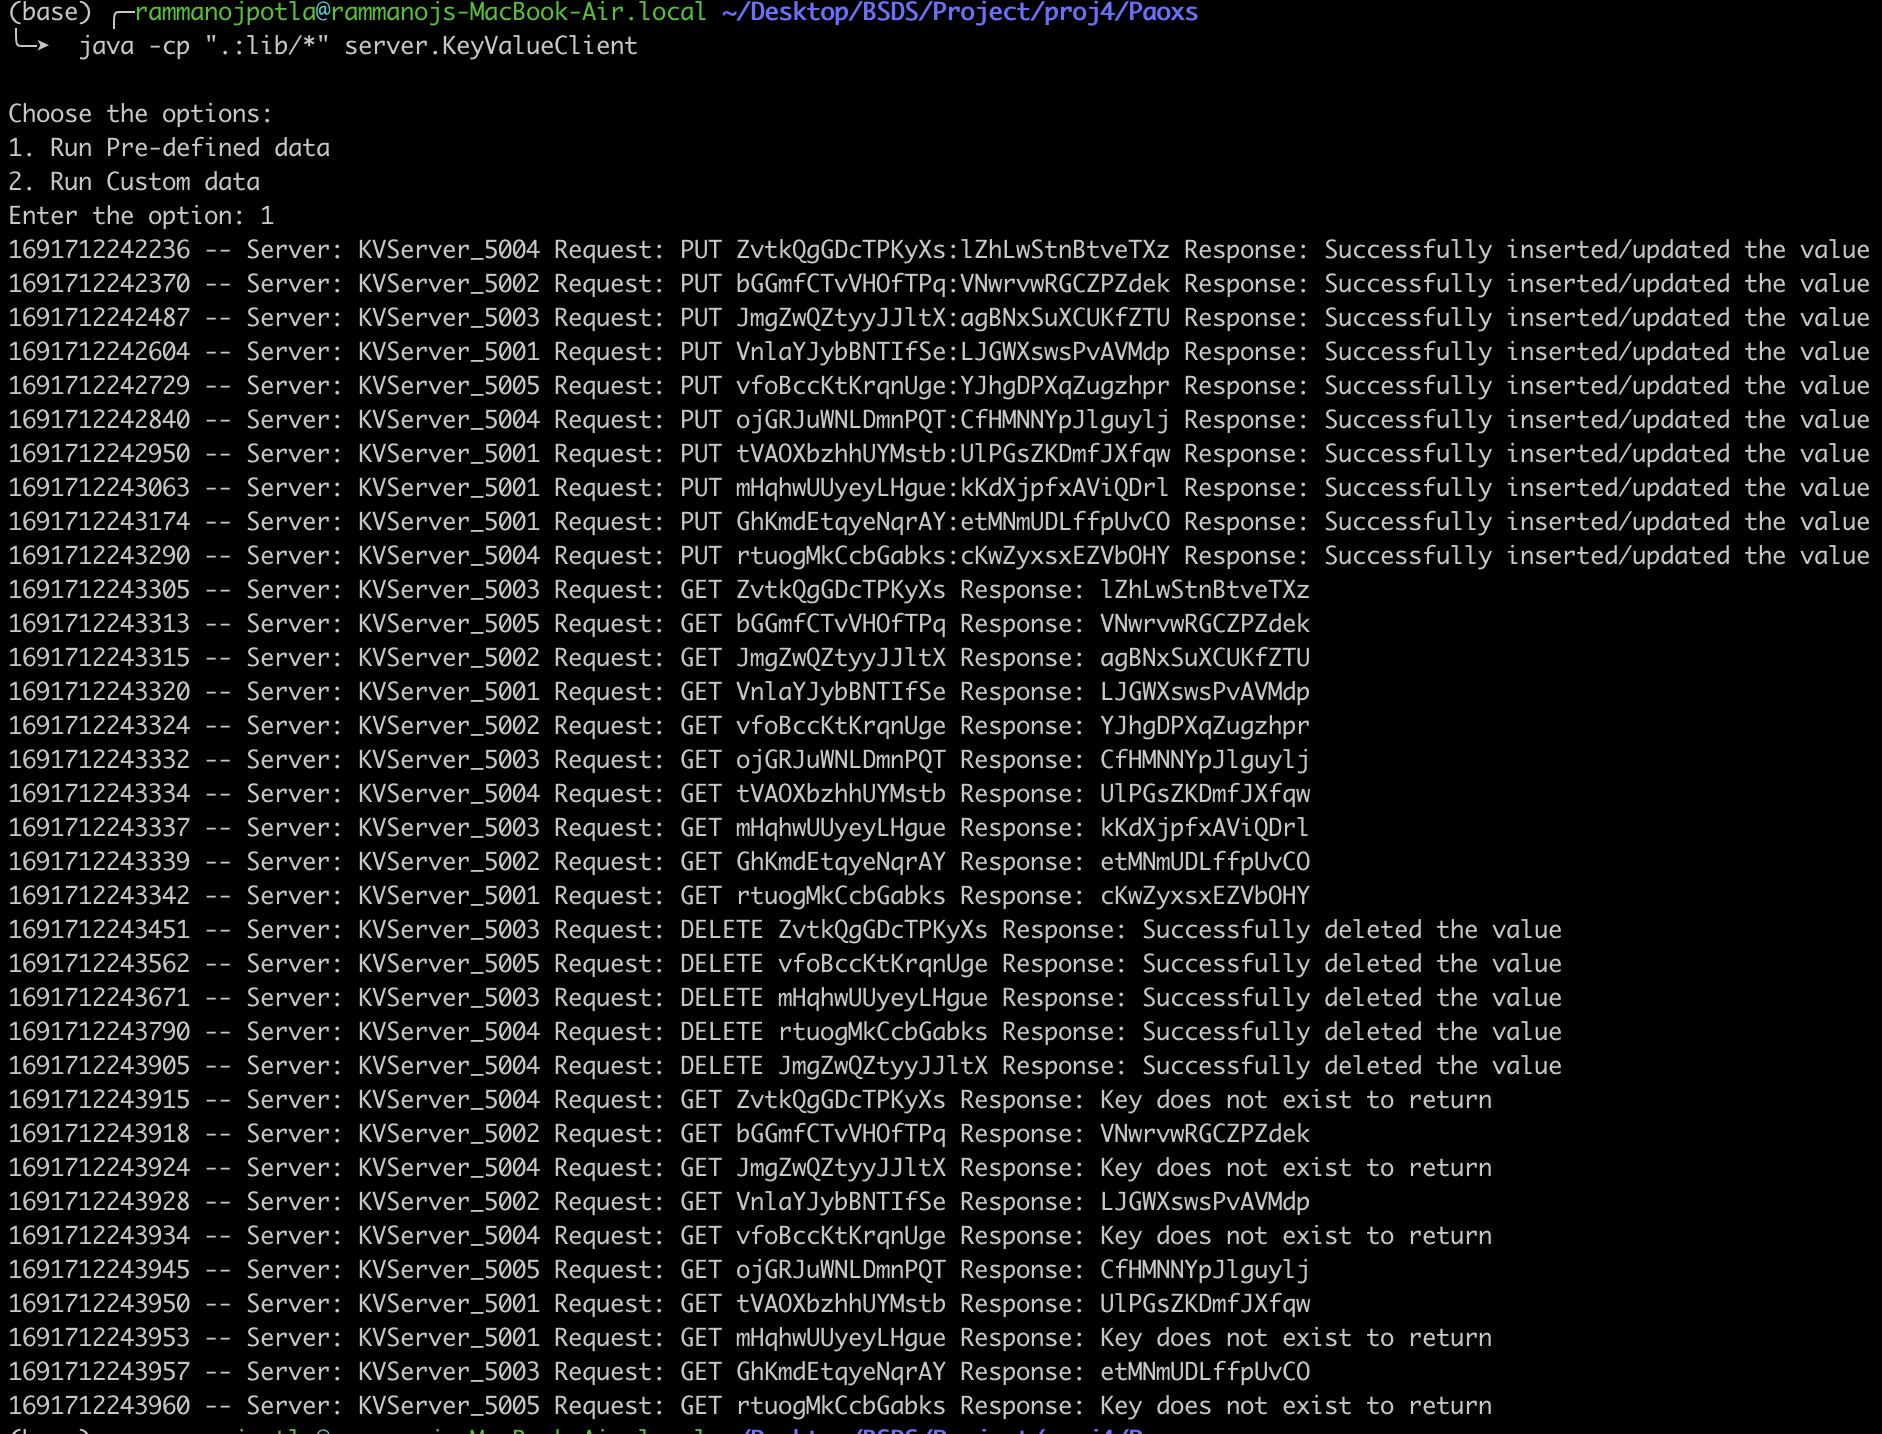 (base) ╭─rammanojpotla@rammanojs-MacBook-Air.local ~/Desktop/BSDS/Project/proj4/Paoxs
╰─➤  java -cp ".:lib/*" server.KeyValueClient
Choose the options:
1. Run Pre-defined data
2. Run Custom data
Enter the option: 1
1691712242236 -- Server: KVServer_5004 Request: PUT ZvtkQgGDcTPKyXs:lZhLwStnBtveTXz Response: Successfully inserted/updated the value
1691712242370 -- Server: KVServer_5002 Request: PUT bGGmfCTvVHOfTPq:VNwrvwRGCZPZdek Response: Successfully inserted/updated the value
1691712242487 -- Server: KVServer_5003 Request: PUT JmgZwQZtyyJJltX:agBNxSuXCUKfZTU Response: Successfully inserted/updated the value
1691712242604 -- Server: KVServer_5001 Request: PUT VnlaYJybBNTIfSe:LJGWXswsPvAVMdp Response: Successfully inserted/updated the value
1691712242729 -- Server: KVServer_5005 Request: PUT vfoBccKtKrqnUge:YJhgDPXqZugzhpr Response: Successfully inserted/updated the value
1691712242840 -- Server: KVServer_5004 Request: PUT ojGRJuWNLDmnPQT:CfHMNNYpJlguylj Response: Successfully inserted/updated the value
1691712242950 -- Server: KVServer_5001 Request: PUT tVAOXbzhhUYMstb:UlPGsZKDmfJXfqw Response: Successfully inserted/updated the value
1691712243063 -- Server: KVServer_5001 Request: PUT mHqhwUUyeyLHgue:kKdXjpfxAViQDrl Response: Successfully inserted/updated the value
1691712243174 -- Server: KVServer_5001 Request: PUT GhKmdEtqyeNqrAY:etMNmUDLffpUvCO Response: Successfully inserted/updated the value
1691712243290 -- Server: KVServer_5004 Request: PUT rtuogMkCcbGabks:cKwZyxsxEZVbOHY Response: Successfully inserted/updated the value
1691712243305 -- Server: KVServer_5003 Request: GET ZvtkQgGDcTPKyXs Response: lZhLwStnBtveTXz
1691712243313 -- Server: KVServer_5005 Request: GET bGGmfCTvVHOfTPq Response: VNwrvwRGCZPZdek
1691712243315 -- Server: KVServer_5002 Request: GET JmgZwQZtyyJJltX Response: agBNxSuXCUKfZTU
1691712243320 -- Server: KVServer_5001 Request: GET VnlaYJybBNTIfSe Response: LJGWXswsPvAVMdp
1691712243324 -- Server: KVServer_5002 Request: GET vfoBccKtKrqnUge Response: YJhgDPXqZugzhpr
1691712243332 -- Server: KVServer_5003 Request: GET ojGRJuWNLDmnPQT Response: CfHMNNYpJlguylj
1691712243334 -- Server: KVServer_5004 Request: GET tVAOXbzhhUYMstb Response: UlPGsZKDmfJXfqw
1691712243337 -- Server: KVServer_5003 Request: GET mHqhwUUyeyLHgue Response: kKdXjpfxAViQDrl
1691712243339 -- Server: KVServer_5002 Request: GET GhKmdEtqyeNqrAY Response: etMNmUDLffpUvCO
1691712243342 -- Server: KVServer_5001 Request: GET rtuogMkCcbGabks Response: cKwZyxsxEZVbOHY
1691712243451 -- Server: KVServer_5003 Request: DELETE ZvtkQgGDcTPKyXs Response: Successfully deleted the value
1691712243562 -- Server: KVServer_5005 Request: DELETE vfoBccKtKrqnUge Response: Successfully deleted the value
1691712243671 -- Server: KVServer_5003 Request: DELETE mHqhwUUyeyLHgue Response: Successfully deleted the value
1691712243790 -- Server: KVServer_5004 Request: DELETE rtuogMkCcbGabks Response: Successfully deleted the value
1691712243905 -- Server: KVServer_5004 Request: DELETE JmgZwQZtyyJJltX Response: Successfully deleted the value
1691712243915 -- Server: KVServer_5004 Request: GET ZvtkQgGDcTPKyXs Response: Key does not exist to return
1691712243918 -- Server: KVServer_5002 Request: GET bGGmfCTvVHOfTPq Response: VNwrvwRGCZPZdek
1691712243924 -- Server: KVServer_5004 Request: GET JmgZwQZtyyJJltX Response: Key does not exist to return
1691712243928 -- Server: KVServer_5002 Request: GET VnlaYJybBNTIfSe Response: LJGWXswsPvAVMdp
1691712243934 -- Server: KVServer_5004 Request: GET vfoBccKtKrqnUge Response: Key does not exist to return
1691712243945 -- Server: KVServer_5005 Request: GET ojGRJuWNLDmnPQT Response: CfHMNNYpJlguylj
1691712243950 -- Server: KVServer_5001 Request: GET tVAOXbzhhUYMstb Response: UlPGsZKDmfJXfqw
1691712243953 -- Server: KVServer_5001 Request: GET mHqhwUUyeyLHgue Response: Key does not exist to return
1691712243957 -- Server: KVServer_5003 Request: GET GhKmdEtqyeNqrAY Response: etMNmUDLffpUvCO
1691712243960 -- Server: KVServer_5005 Request: GET rtuogMkCcbGabks Response: Key does not exist to return